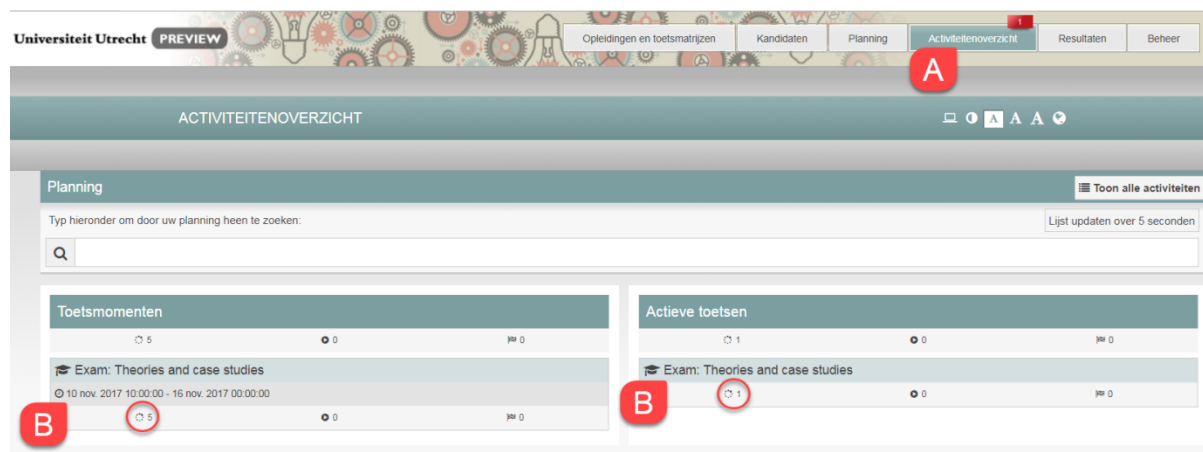 Universiteit Utrecht PREVIEW
Opleidingen en toetsmatrijzen Kandidaten Planning Activiteitenoverzicht 1 Resultaten Beheer
A
ACTIVITEITENOVERZICHT
A A A
Planning
Toon alle activiteiten
Typ hieronder om door uw planning heen te zoeken:
Lijst updaten over 5 seconden
Toetsmomenten
5 0 0
Exam: Theories and case studies
10 nov. 2017 10:00:00 - 16 nov. 2017 00:00:00
B
5 0 0
Actieve toetsen
1 0 0
Exam: Theories and case studies
B
1 0 0